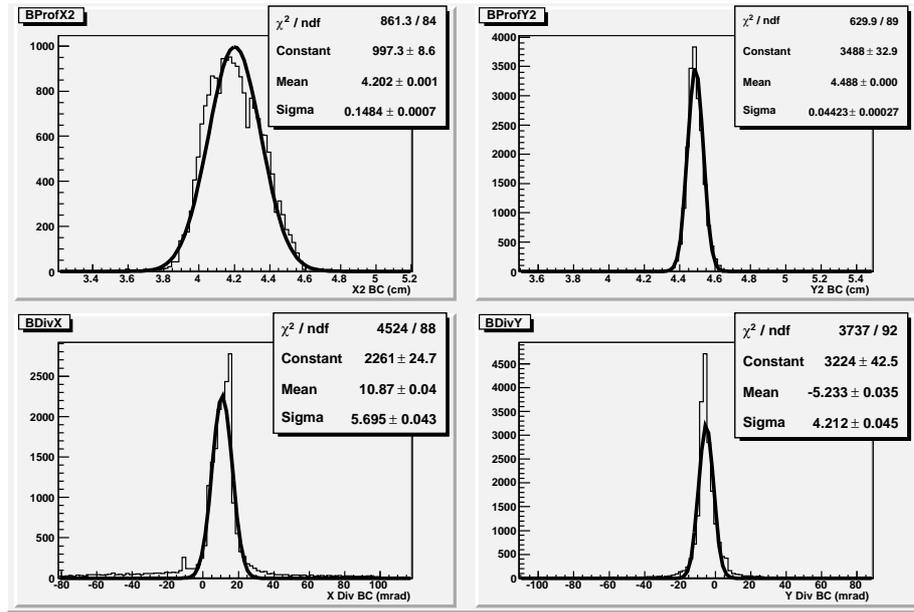 BProfX2
χ² / ndf 861.3 / 84
Constant 997.3 ± 8.6
Mean 4.202 ± 0.001
Sigma 0.1484 ± 0.0007
1000
800
600
400
200
0
3.4 3.6 3.8 4 4.2 4.4 4.6 4.8 5 5.2
X2 BC (cm)
BProfY2
χ² / ndf 629.9 / 89
Constant 3488 ± 32.9
Mean 4.488 ± 0.000
Sigma 0.04423 ± 0.00027
4000
3500
3000
2500
2000
1500
1000
500
0
3.6 3.8 4 4.2 4.4 4.6 4.8 5 5.2 5.4
Y2 BC (cm)
BDivX
χ² / ndf 4524 / 88
Constant 2261 ± 24.7
Mean 10.87 ± 0.04
Sigma 5.695 ± 0.043
2500
2000
1500
1000
500
0
-80 -60 -40 -20 0 20 40 60 80 100
X Div BC (mrad)
BDivY
χ² / ndf 3737 / 92
Constant 3224 ± 42.5
Mean -5.233 ± 0.035
Sigma 4.212 ± 0.045
4500
4000
3500
3000
2500
2000
1500
1000
500
0
-100 -80 -60 -40 -20 0 20 40 60 80
Y Div BC (mrad)